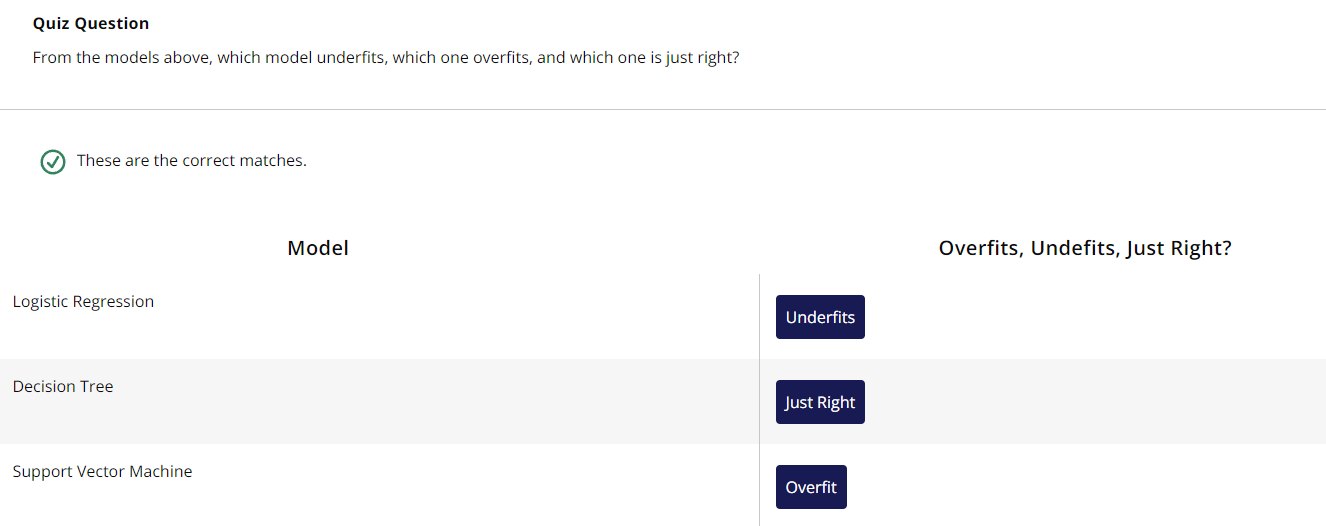 Quiz Question
From the models above, which model underfits, which one overfits, and which one is just right?
These are the correct matches.
Model
Overfits, Undefits, Just Right?
Logistic Regression
Underfits
Decision Tree
Just Right
Support Vector Machine
Overfit